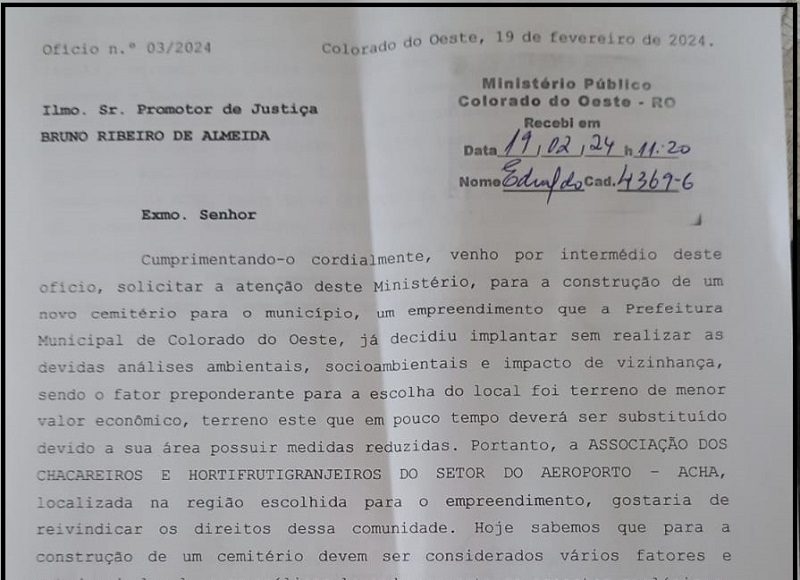 Oficio n.º 03/2024
Colorado do Oeste, 19 de fevereiro de 2024.
Ministério Público
Colorado do Oeste - RO
Recebi em
Data 19, 02, 24 h 11:20
Nome Ednaldo Cad. 4369-6
Ilmo. Sr. Promotor de Justiça
BRUNO RIBEIRO DE ALMEIDA
Exmo. Senhor
Cumprimentando-o cordialmente, venho por intermédio deste
oficio, solicitar a atenção deste Ministério, para a construção de um
novo cemitério para o município, um empreendimento que a Prefeitura
Municipal de Colorado do Oeste, já decidiu implantar sem realizar as
devidas análises ambientais, socioambientais e impacto de vizinhança,
sendo o fator preponderante para a escolha do local foi terreno de menor
valor econômico, terreno este que em pouco tempo deverá ser substituído
devido a sua área possuir medidas reduzidas. Portanto, a ASSOCIAÇÃO DOS
CHACAREIROS E HORTIFRUTIGRANJEIROS DO SETOR DO AEROPORTO - ACHA,
localizada na região escolhida para o empreendimento, gostaria de
reivindicar os direitos dessa comunidade. Hoje sabemos que para a
construção de um cemitério devem ser considerados vários fatores e